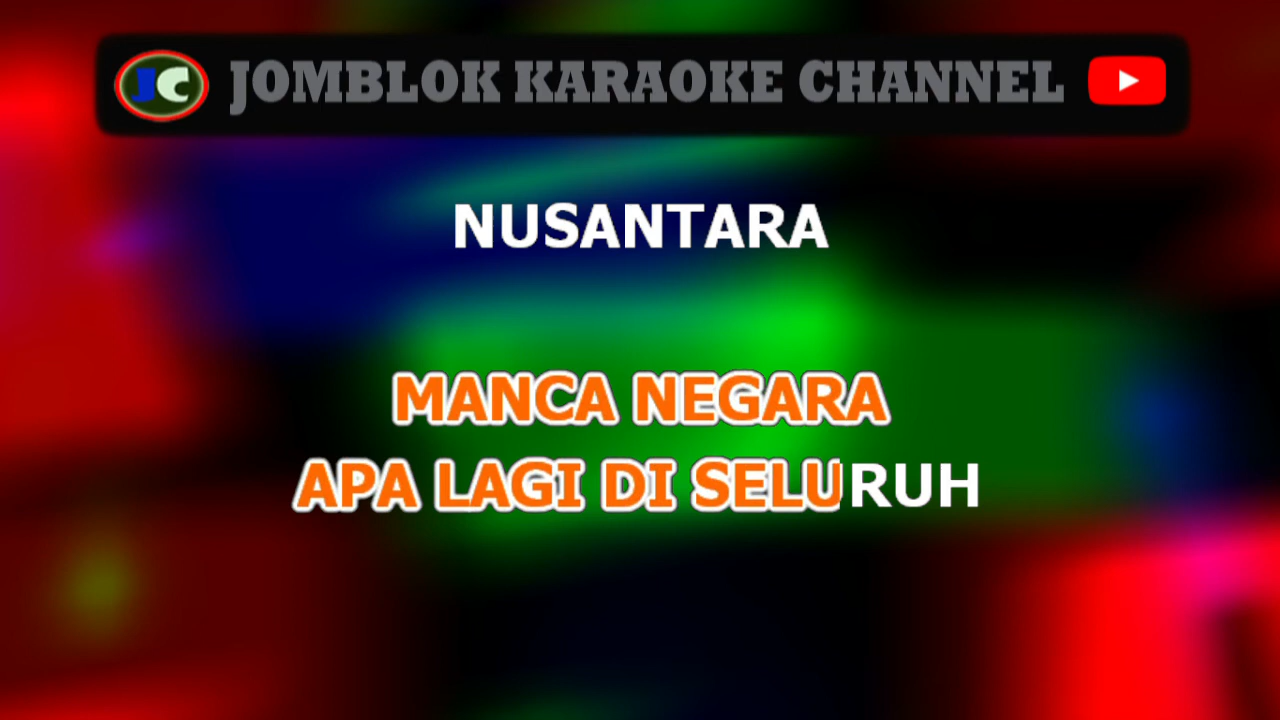 JC JOMBLOK KARAOKE CHANNEL
NUSANTARA
MANCA NEGARA
APA LAGI DI SELURUH